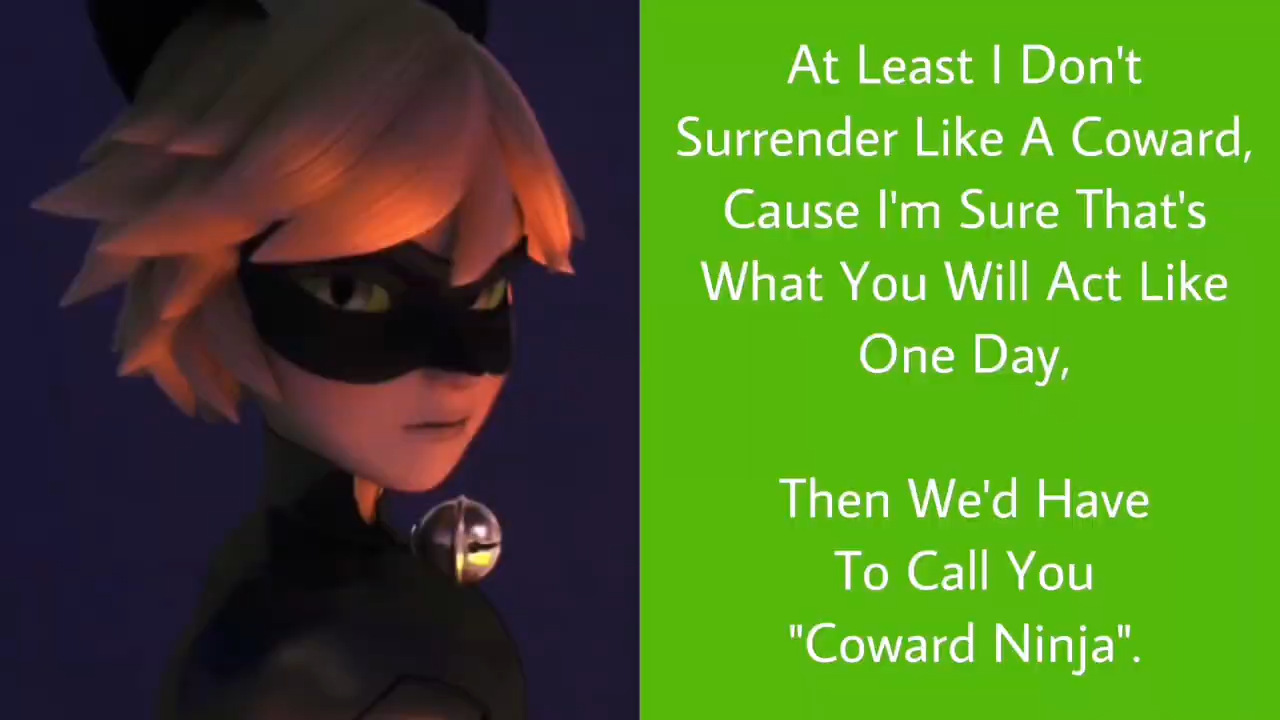 At Least I Don't
Surrender Like A Coward,
Cause I'm Sure That's
What You Will Act Like
One Day,
Then We'd Have
To Call You
"Coward Ninja".